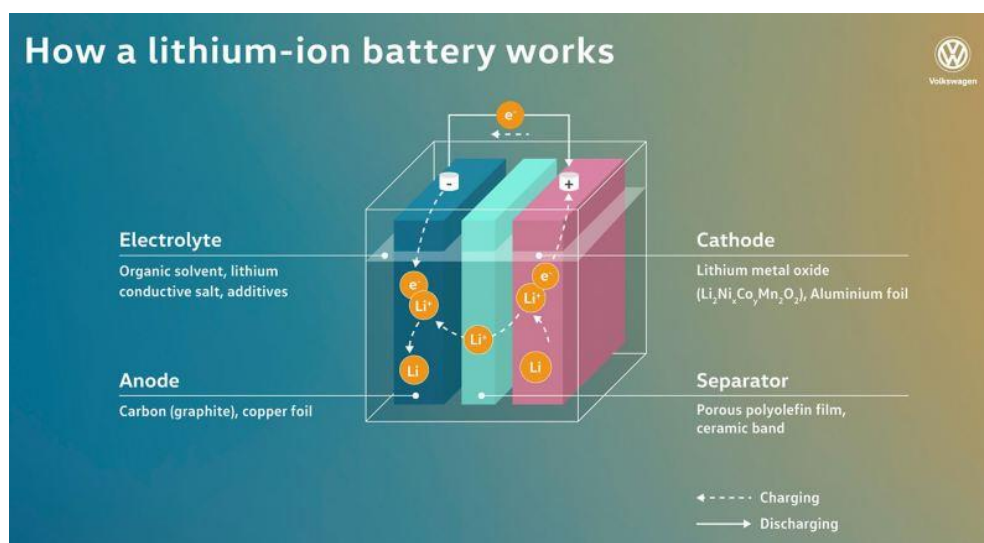 How a lithium-ion battery works
Volkswagen
e⁻
-
+
Electrolyte
Organic solvent, lithium
conductive salt, additives
Cathode
Lithium metal oxide
(Li₂NiₓCoᵧMn₂O₂), Aluminium foil
e⁻
Li⁺
e⁻
Li⁺
Li⁺
Li
Li
Anode
Carbon (graphite), copper foil
Separator
Porous polyolefin film,
ceramic band
Charging
Discharging